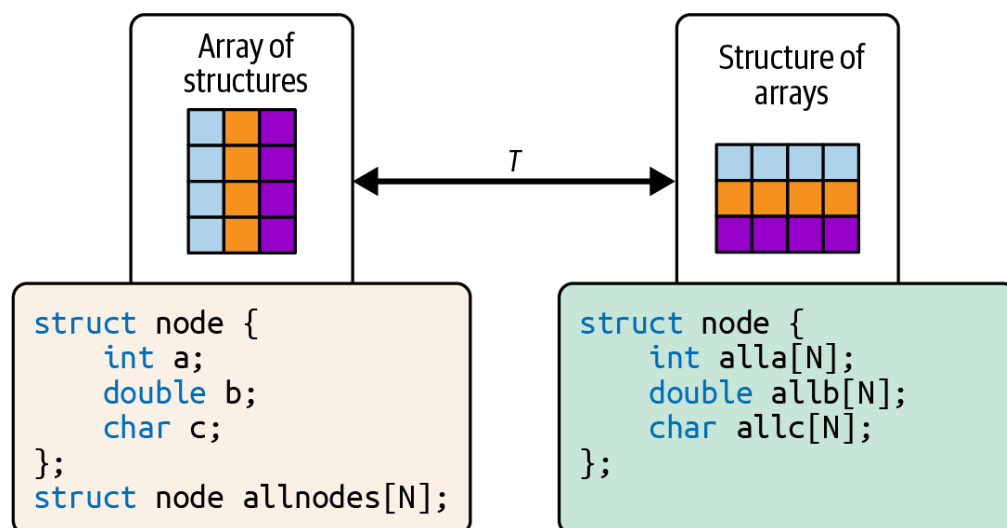 Array of
structures
T
Structure of
arrays
struct node {
    int a;
    double b;
    char c;
};
struct node allnodes[N];
struct node {
    int alla[N];
    double allb[N];
    char allc[N];
};